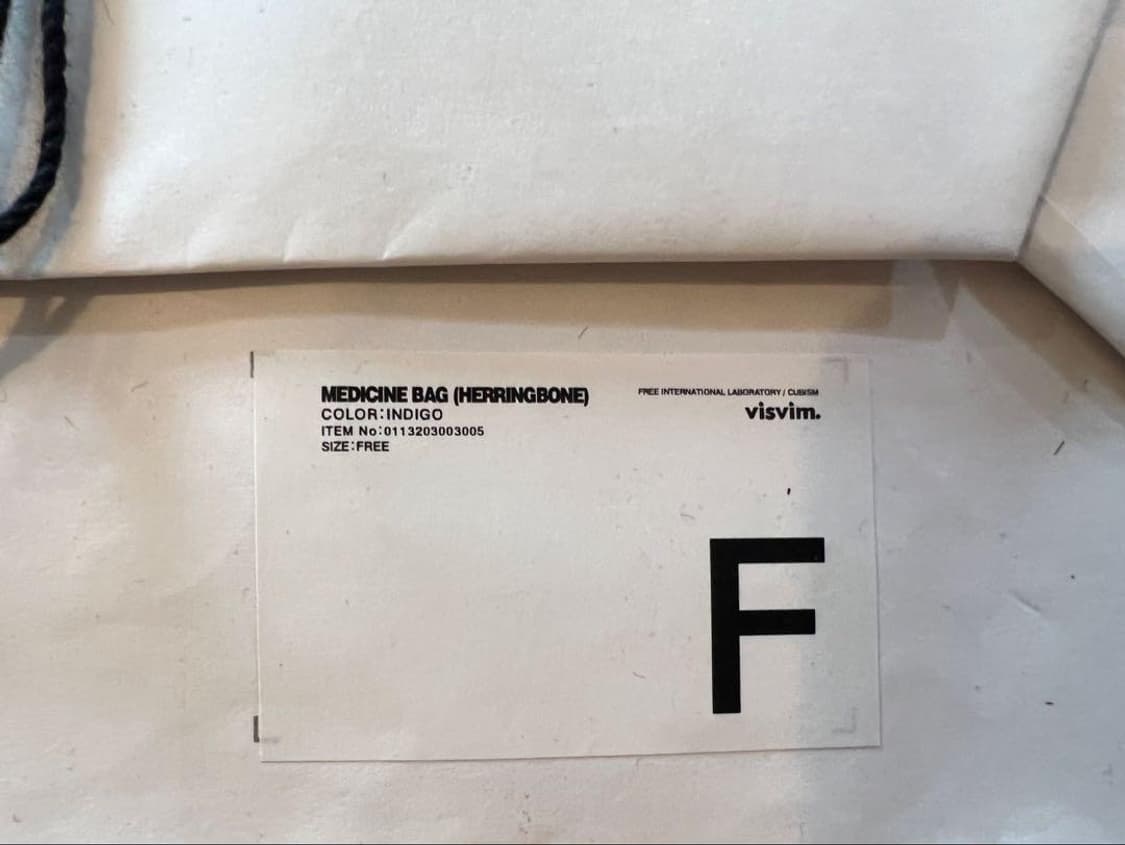 MEDICINE BAG (HERRINGBONE)
COLOR:INDIGO
ITEM No:0113203003005
SIZE:FREE
FREE INTERNATIONAL LABORATORY / CUBISM
visvim.
F